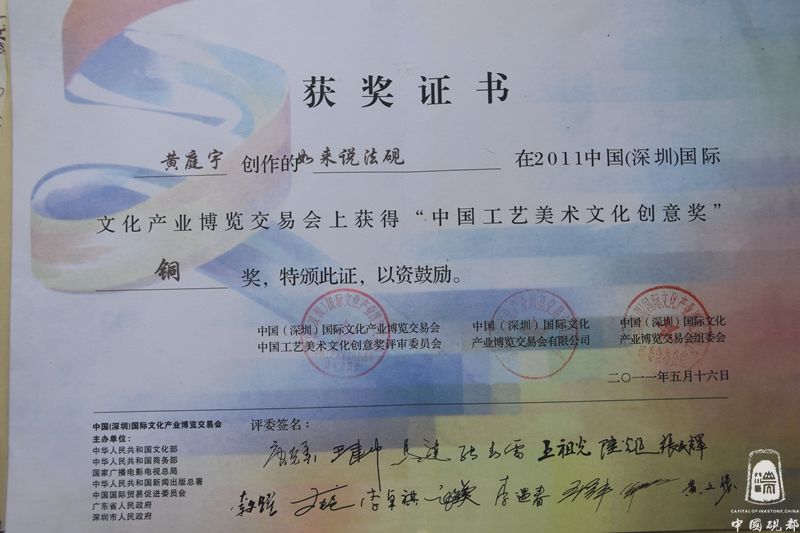 获奖证书
黄庭宇 创作的 如来说法砚 在2011中国(深圳)国际
文化产业博览交易会上获得“中国工艺美术文化创意奖”
铜 奖，特颁此证，以资鼓励。
中国（深圳）国际文化产业博览交易会
中国工艺美术文化创意奖评审委员会
中国（深圳）国际文化
产业博览交易会有限公司
中国（深圳）国际文化
产业博览交易会组委会
二〇一一年五月十六日
中国(深圳)国际文化产业博览交易会
主办单位：
中华人民共和国文化部
中华人民共和国商务部
国家广播电影电视总局
中华人民共和国新闻出版总署
中国国际贸易促进委员会
广东省人民政府
深圳市人民政府
评委签名：
王祖光
李遇春
CAPITAL OF INKSTONE, CHINA
中国砚都